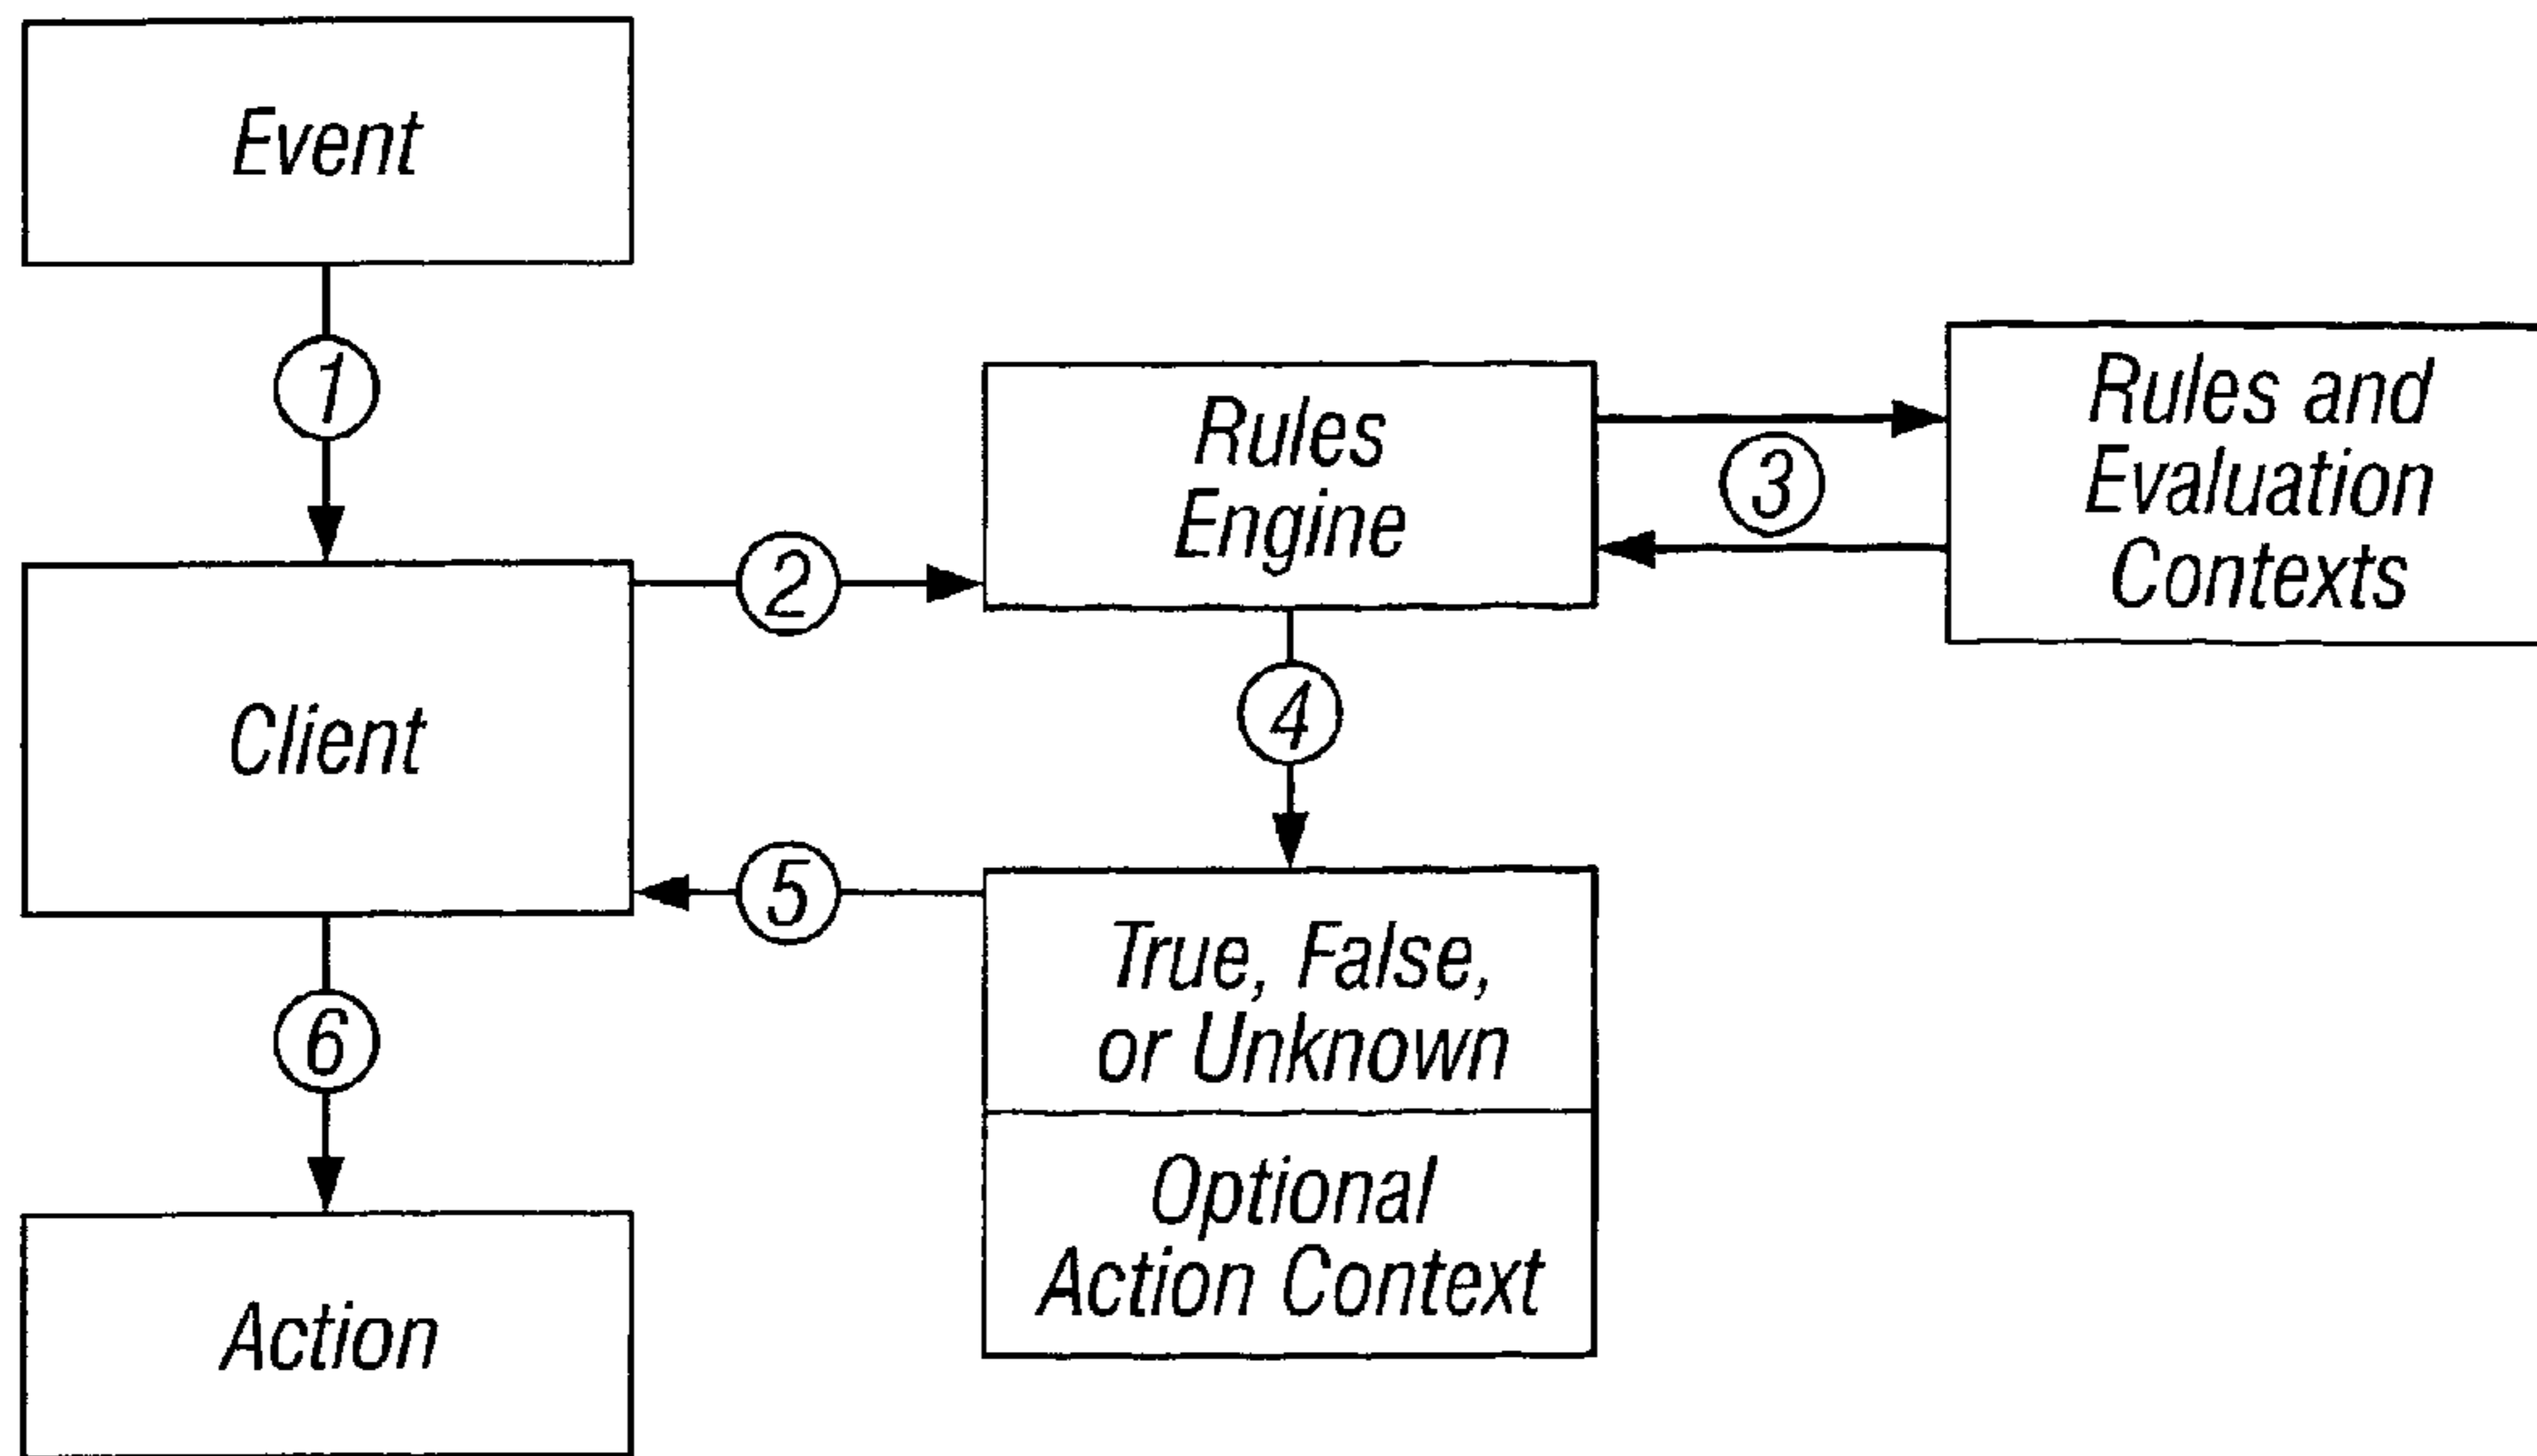 Event
1
Client
2
Rules
Engine
3
Rules and
Evaluation
Contexts
4
True, False,
or Unknown
Optional
Action Context
5
6
Action